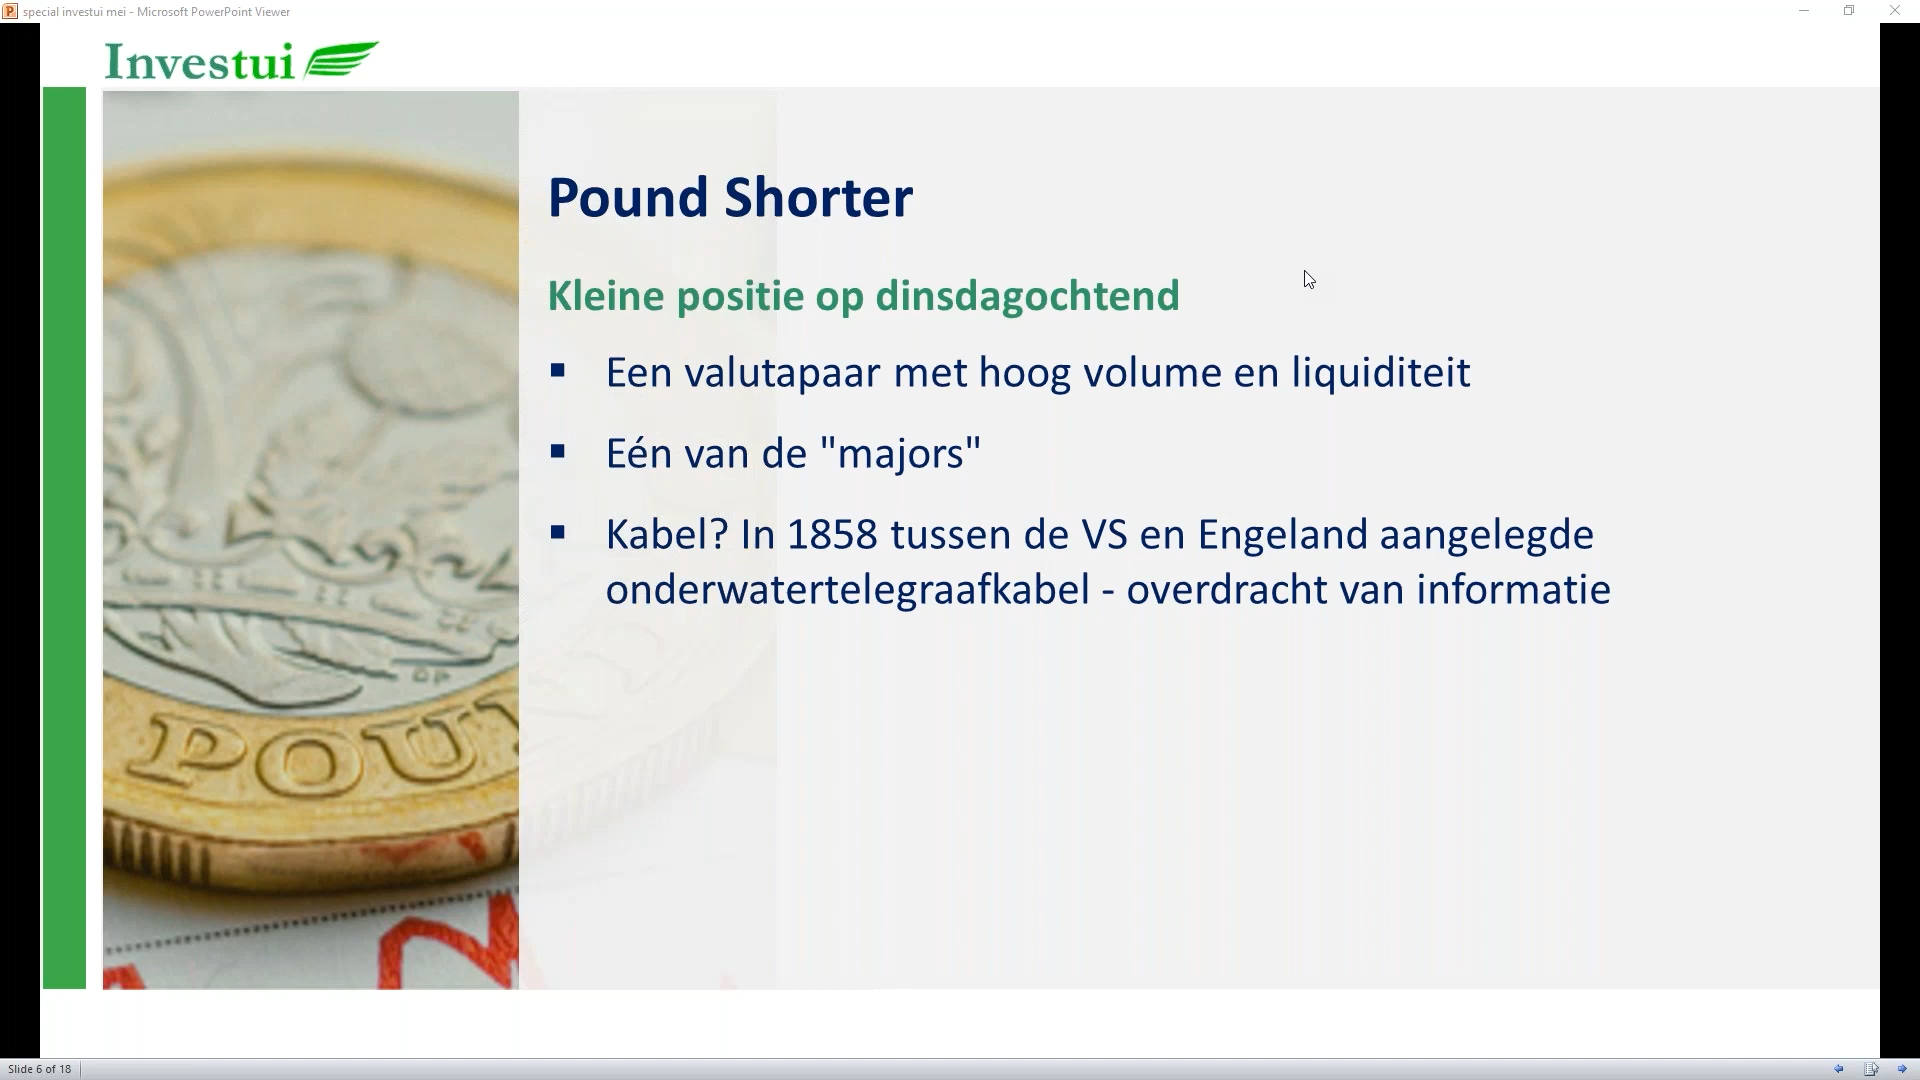 special investui mei - Microsoft PowerPoint Viewer
Investui
Pound Shorter
Kleine positie op dinsdagochtend
Een valutapaar met hoog volume en liquiditeit
Eén van de "majors"
Kabel? In 1858 tussen de VS en Engeland aangelegde
onderwatertelegraafkabel - overdracht van informatie
POU
Slide 6 of 18